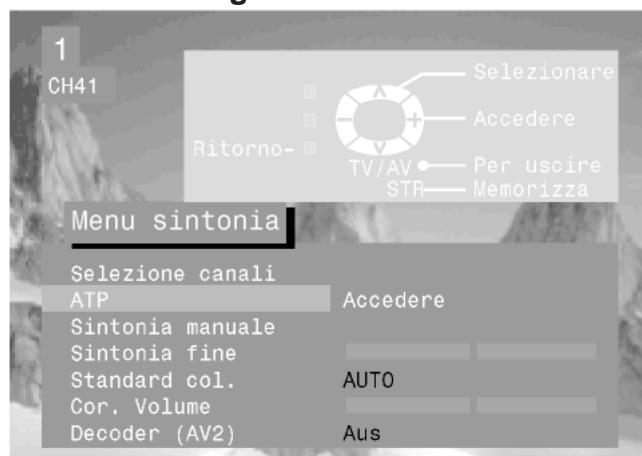 1
CH41
Selezionare
Accedere
Ritorno-
TV/AV Per uscire
STR Memorizza
Menu sintonia
Selezione canali
ATP Accedere
Sintonia manuale
Sintonia fine
Standard col. AUTO
Cor. Volume
Decoder (AV2) Aus